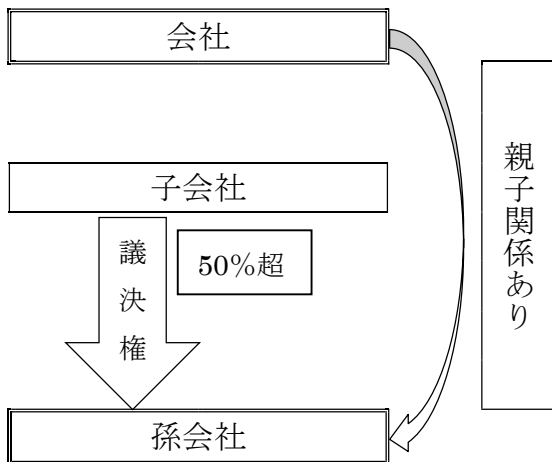 会社
子会社
議決権
50%超
孫会社
親子関係あり